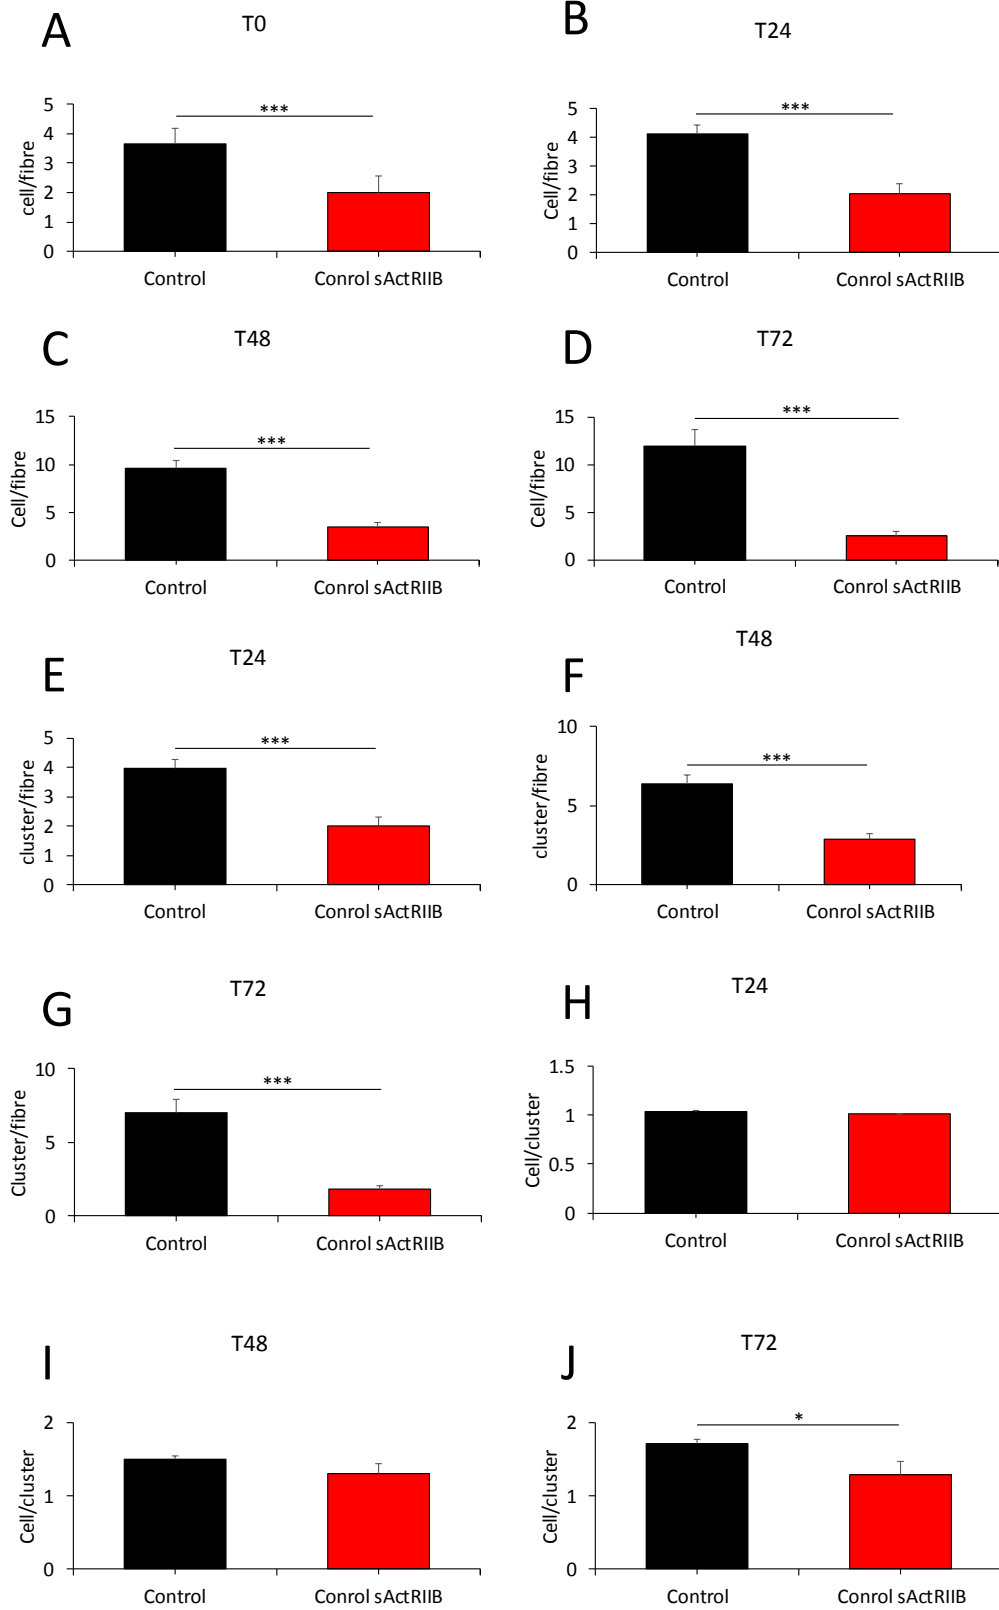 A
T0
5
4
3
2
1
0
cell/fibre
***
Control
Conrol sActRIIB
B
T24
5
4
3
2
1
0
Cell/fibre
***
Control
Conrol sActRIIB
C
T48
15
10
5
0
Cell/fibre
***
Control
Conrol sActRIIB
D
T72
15
10
5
0
Cell/fibre
***
Control
Conrol sActRIIB
E
T24
5
4
3
2
1
0
cluster/fibre
***
Control
Conrol sActRIIB
F
T48
10
5
0
cluster/fibre
***
Control
Conrol sActRIIB
G
T72
10
5
0
Cluster/fibre
***
Control
Conrol sActRIIB
H
T24
1.5
1
0.5
0
Cell/cluster
Control
Conrol sActRIIB
I
T48
2
1
0
Cell/cluster
Control
Conrol sActRIIB
J
T72
2
1
0
Cell/cluster
*
Control
Conrol sActRIIB